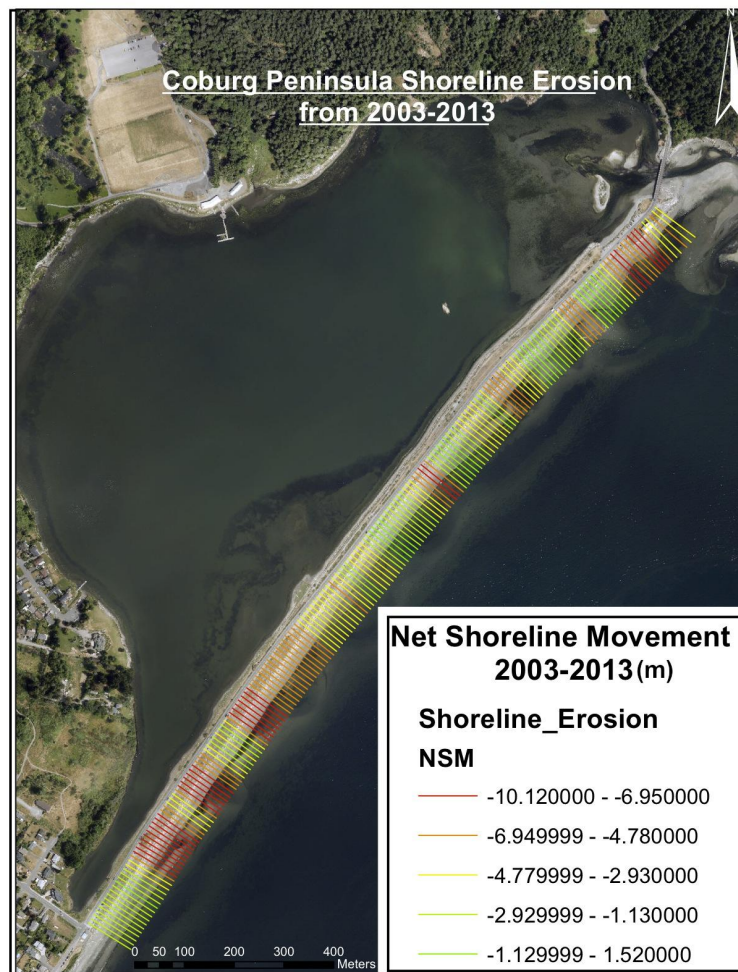 N
Coburg Peninsula Shoreline Erosion
from 2003-2013
Net Shoreline Movement
2003-2013(m)
Shoreline_Erosion
NSM
-10.120000 - -6.950000
-6.949999 - -4.780000
-4.779999 - -2.930000
-2.929999 - -1.130000
-1.129999 - 1.520000
0 50 100 200 300 400
Meters